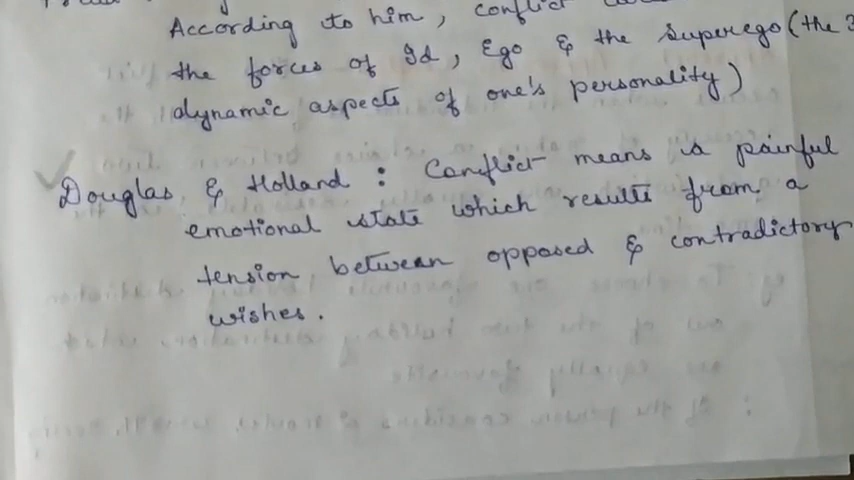 According to him, conflict
the forces of Id, Ego & the Superego (the 3
dynamic aspects of one's personality)
Douglas & Holland : Conflict means a painful
emotional state which results from a
tension between opposed & contradictory
wishes.